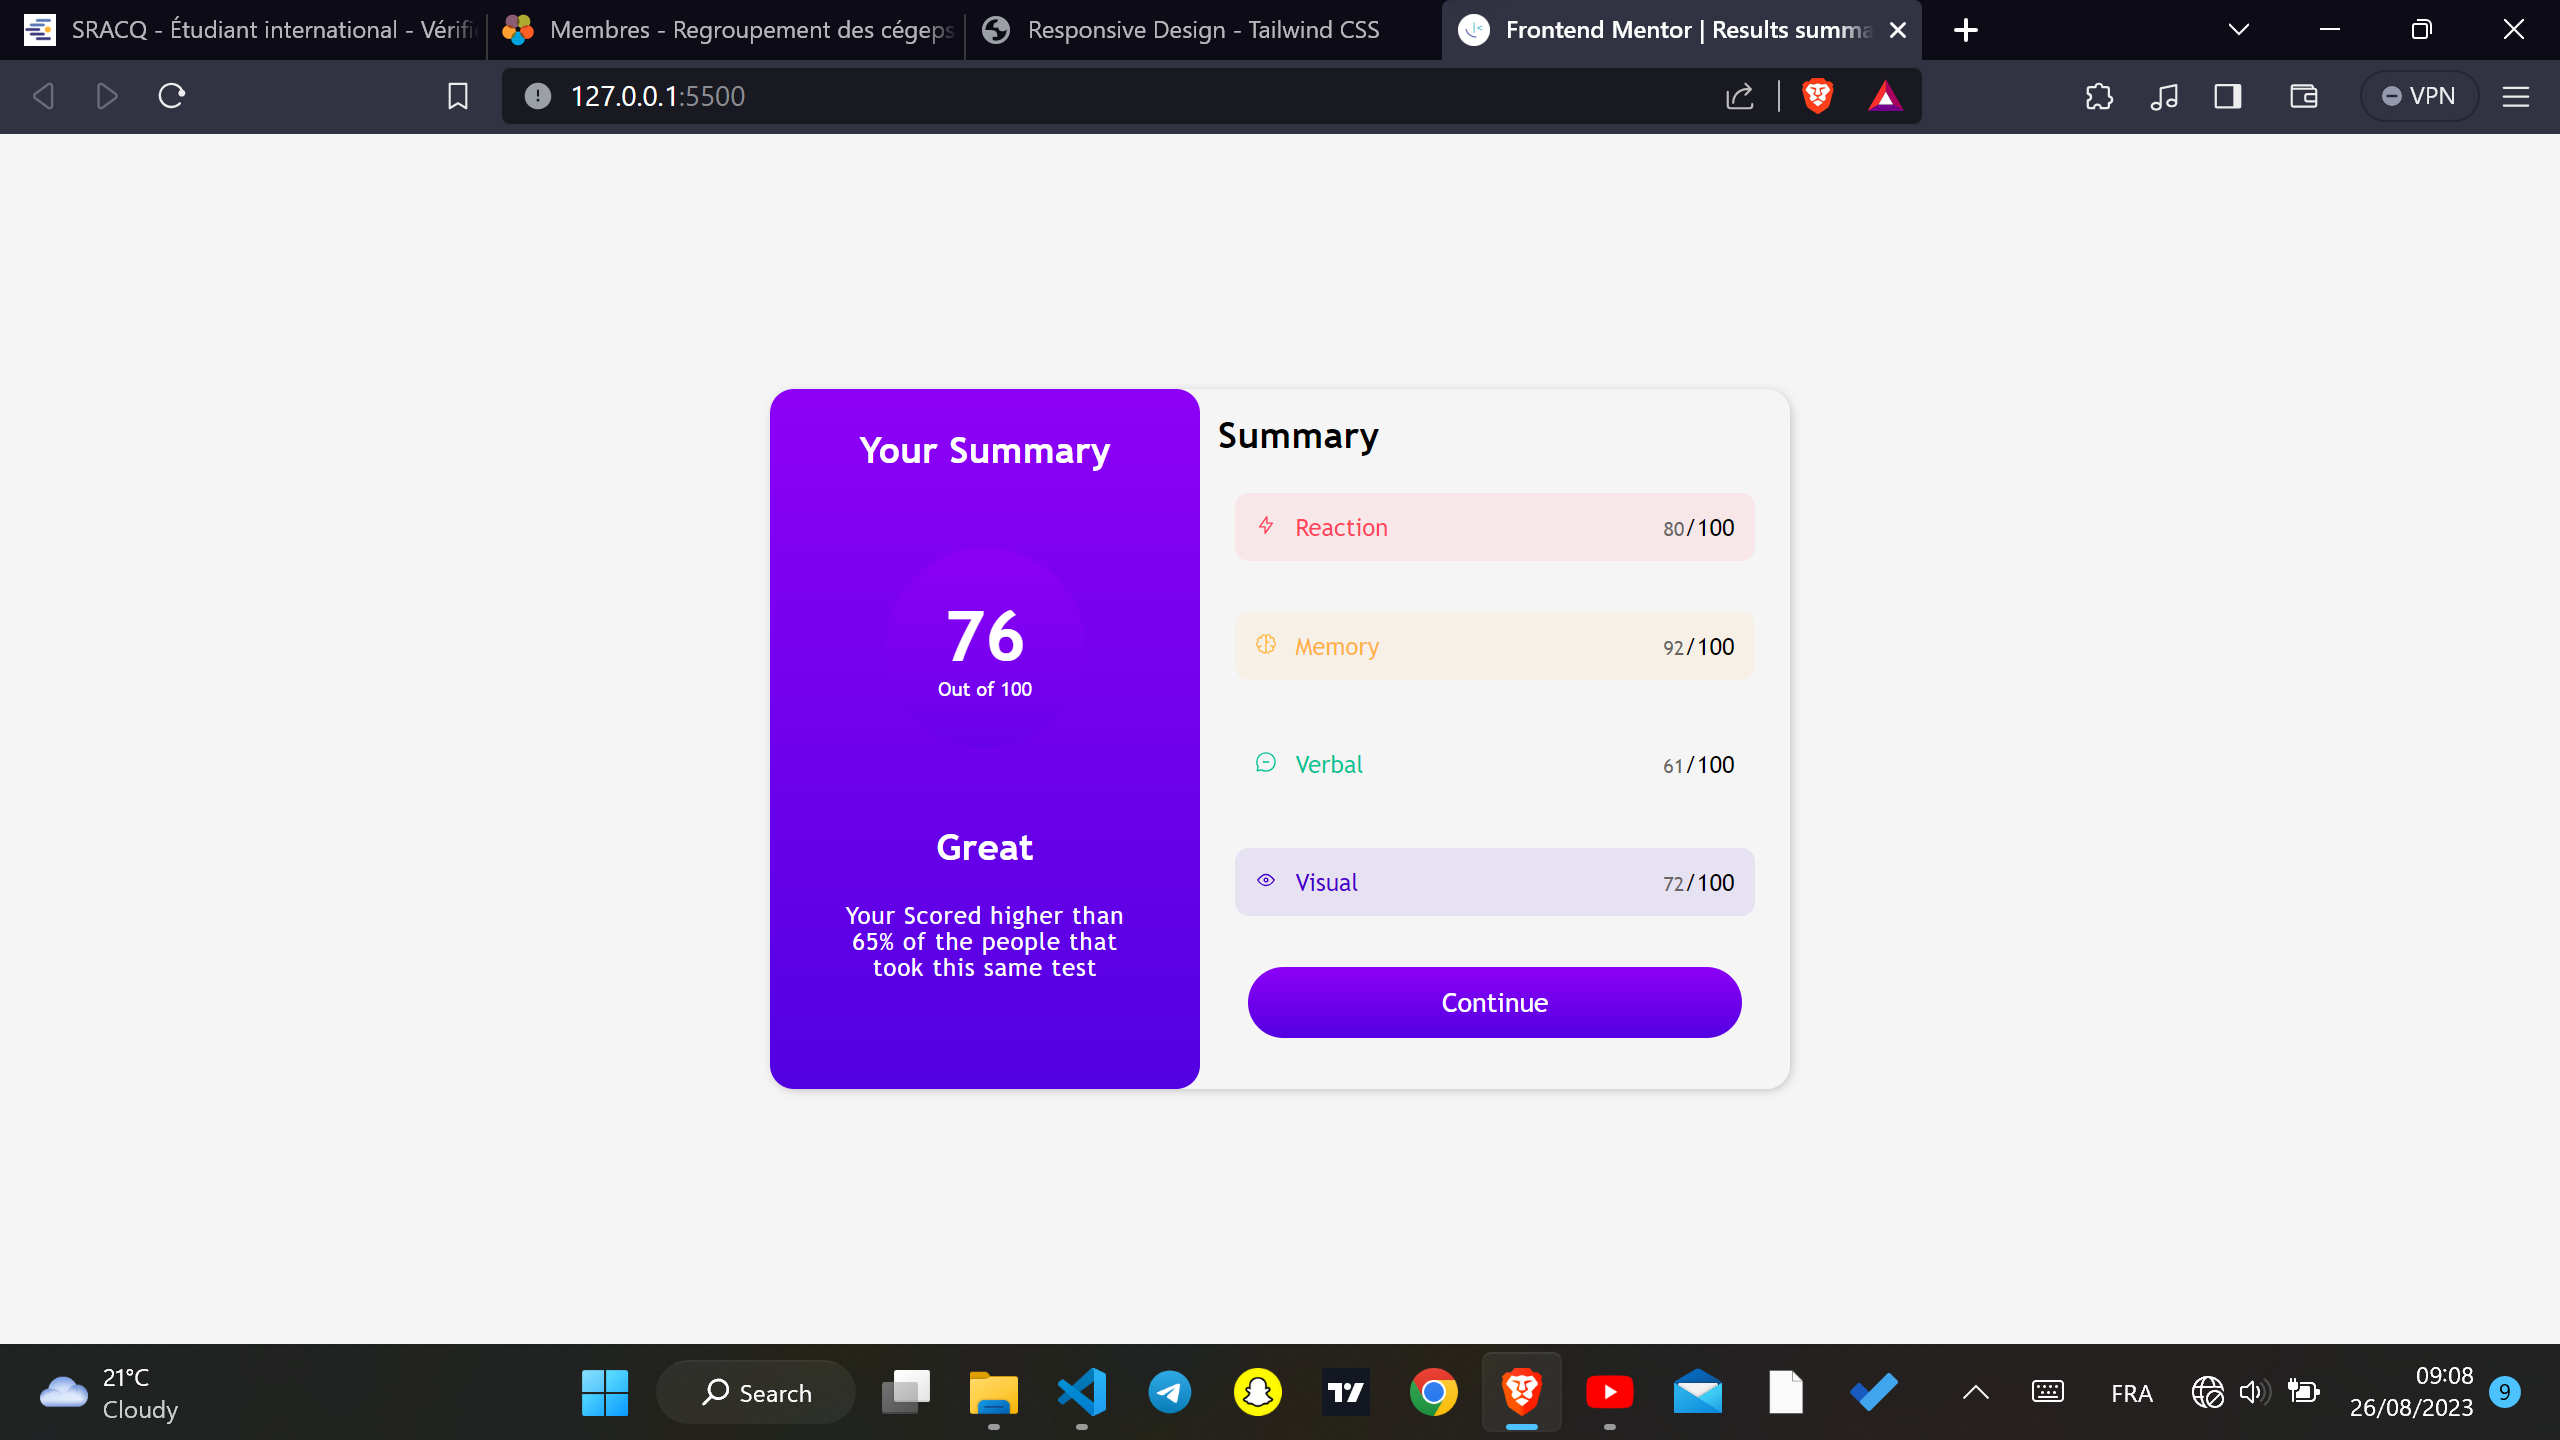 SRACQ - Étudiant international - Vérifi
Membres - Regroupement des cégeps
Responsive Design - Tailwind CSS
Frontend Mentor | Results summa
127.0.0.1:5500
VPN
Your Summary
76
Out of 100
Great
Your Scored higher than
65% of the people that
took this same test
Summary
Reaction 80/100
Memory 92/100
Verbal 61/100
Visual 72/100
Continue
21°C
Cloudy
Search
FRA
09:08
26/08/2023
9